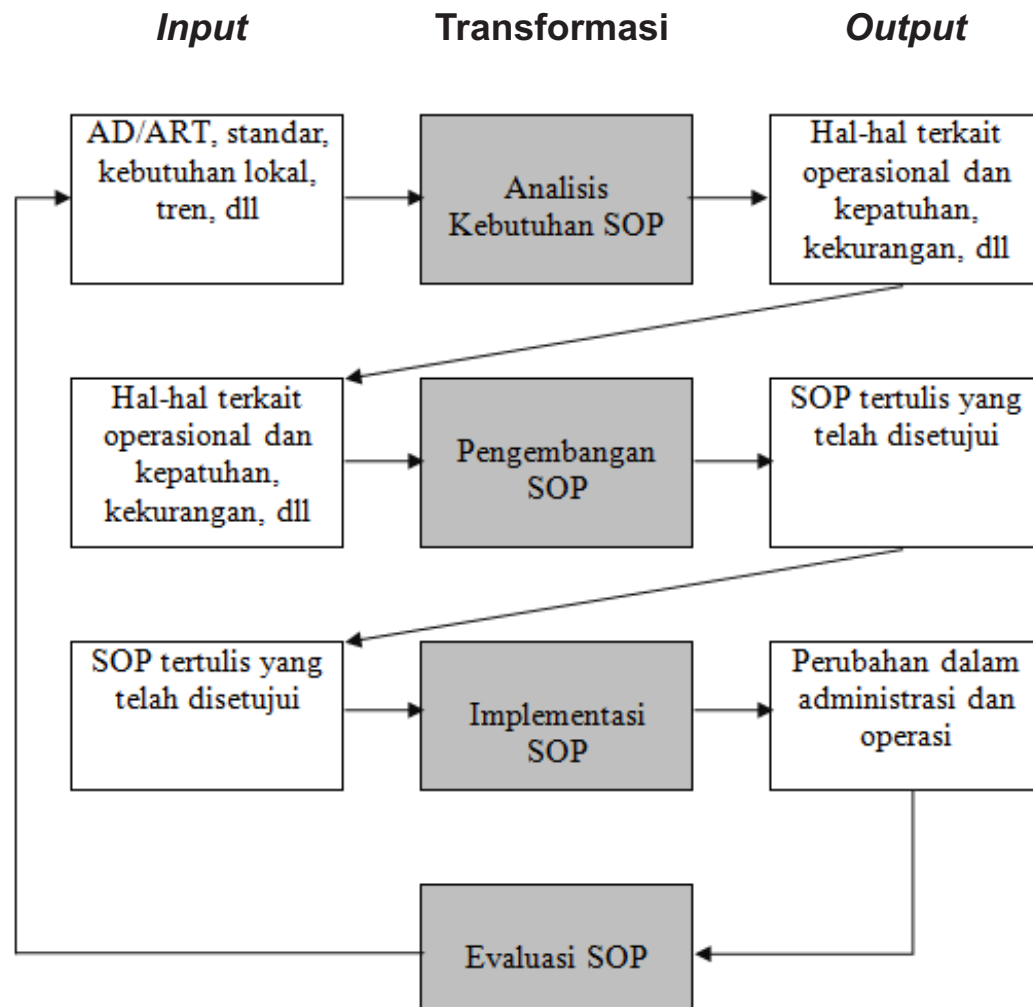 Input Transformasi Output
AD/ART, standar,
kebutuhan lokal,
tren, dll
Analisis
Kebutuhan SOP
Hal-hal terkait
operasional dan
kepatuhan,
kekurangan, dll
Hal-hal terkait
operasional dan
kepatuhan,
kekurangan, dll
Pengembangan
SOP
SOP tertulis yang
telah disetujui
SOP tertulis yang
telah disetujui
Implementasi
SOP
Perubahan dalam
administrasi dan
operasi
Evaluasi SOP